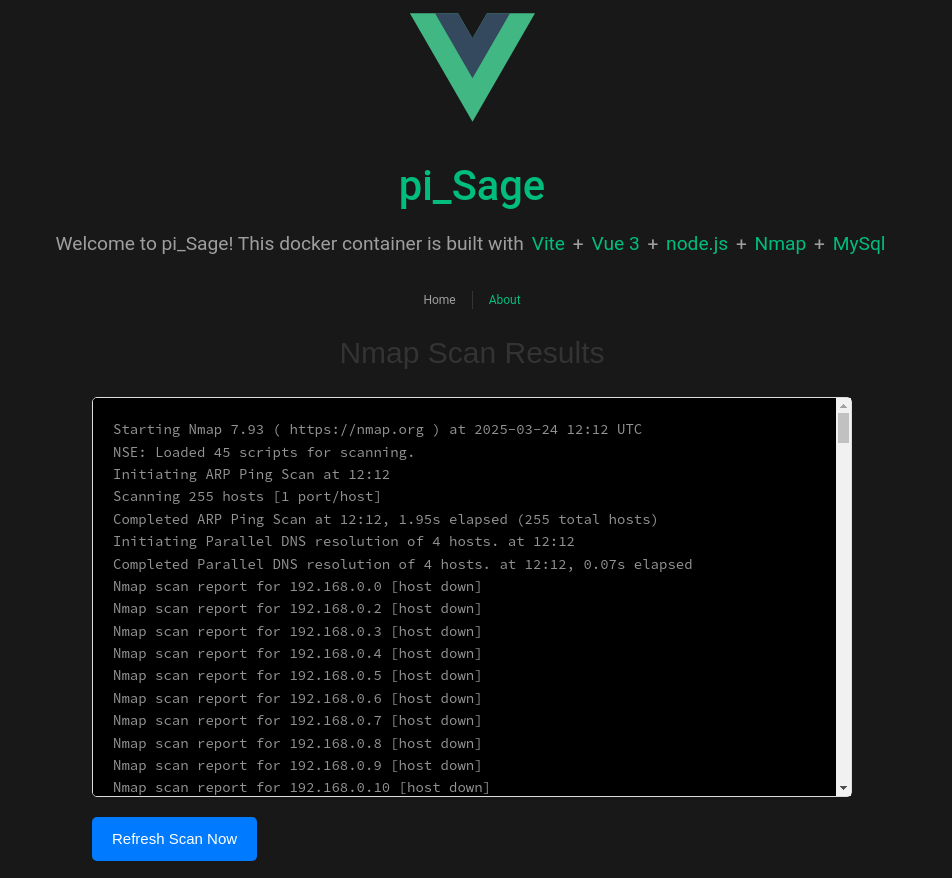 pi_Sage
Welcome to pi_Sage! This docker container is built with Vite + Vue 3 + node.js + Nmap + MySql
Home About
Nmap Scan Results
Starting Nmap 7.93 ( https://nmap.org ) at 2025-03-24 12:12 UTC
NSE: Loaded 45 scripts for scanning.
Initiating ARP Ping Scan at 12:12
Scanning 255 hosts [1 port/host]
Completed ARP Ping Scan at 12:12, 1.95s elapsed (255 total hosts)
Initiating Parallel DNS resolution of 4 hosts. at 12:12
Completed Parallel DNS resolution of 4 hosts. at 12:12, 0.07s elapsed
Nmap scan report for 192.168.0.0 [host down]
Nmap scan report for 192.168.0.2 [host down]
Nmap scan report for 192.168.0.3 [host down]
Nmap scan report for 192.168.0.4 [host down]
Nmap scan report for 192.168.0.5 [host down]
Nmap scan report for 192.168.0.6 [host down]
Nmap scan report for 192.168.0.7 [host down]
Nmap scan report for 192.168.0.8 [host down]
Nmap scan report for 192.168.0.9 [host down]
Nmap scan report for 192.168.0.10 [host down]
Refresh Scan Now